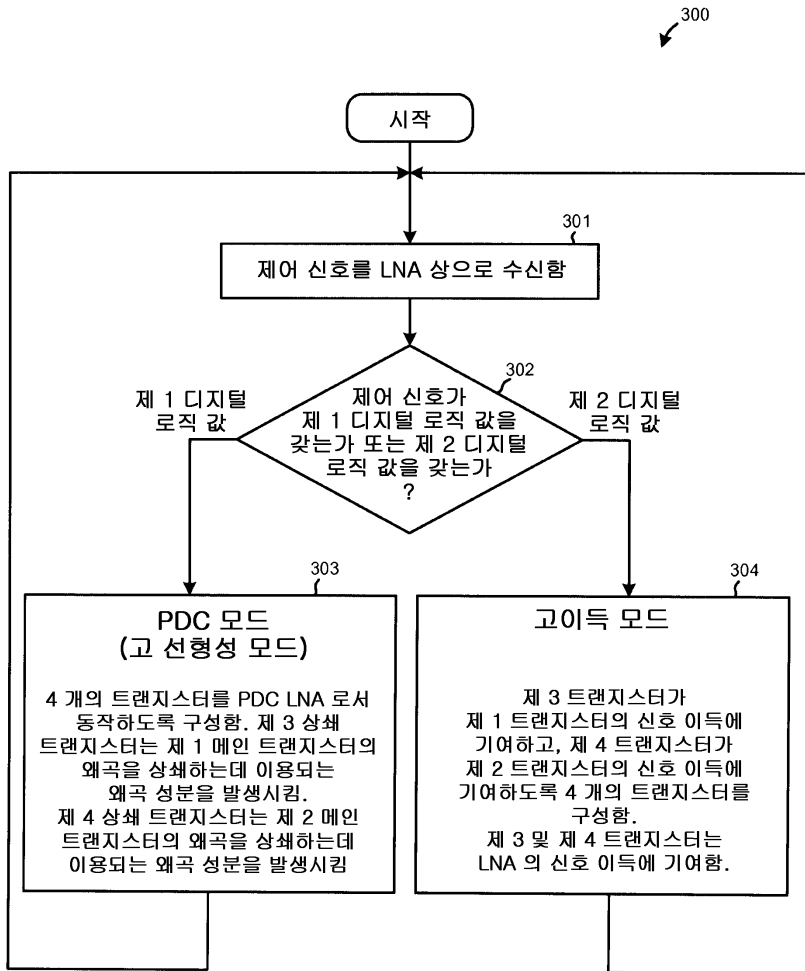 300
시작
301
제어 신호를 LNA 상으로 수신함
302
제어 신호가
제 1 디지털 로직 값을
갖는가 또는 제 2 디지털
로직 값을 갖는가
?
제 1 디지털
로직 값
제 2 디지털
로직 값
303
PDC 모드
(고 선형성 모드)
4 개의 트랜지스터를 PDC LNA 로서
동작하도록 구성함. 제 3 상쇄
트랜지스터는 제 1 메인 트랜지스터의
왜곡을 상쇄하는데 이용되는
왜곡 성분을 발생시킴.
제 4 상쇄 트랜지스터는 제 2 메인
트랜지스터의 왜곡을 상쇄하는데
이용되는 왜곡 성분을 발생시킴
304
고이득 모드
제 3 트랜지스터가
제 1 트랜지스터의 신호 이득에
기여하고, 제 4 트랜지스터가
제 2 트랜지스터의 신호 이득에
기여하도록 4 개의 트랜지스터를
구성함.
제 3 및 제 4 트랜지스터는
LNA 의 신호 이득에 기여함.